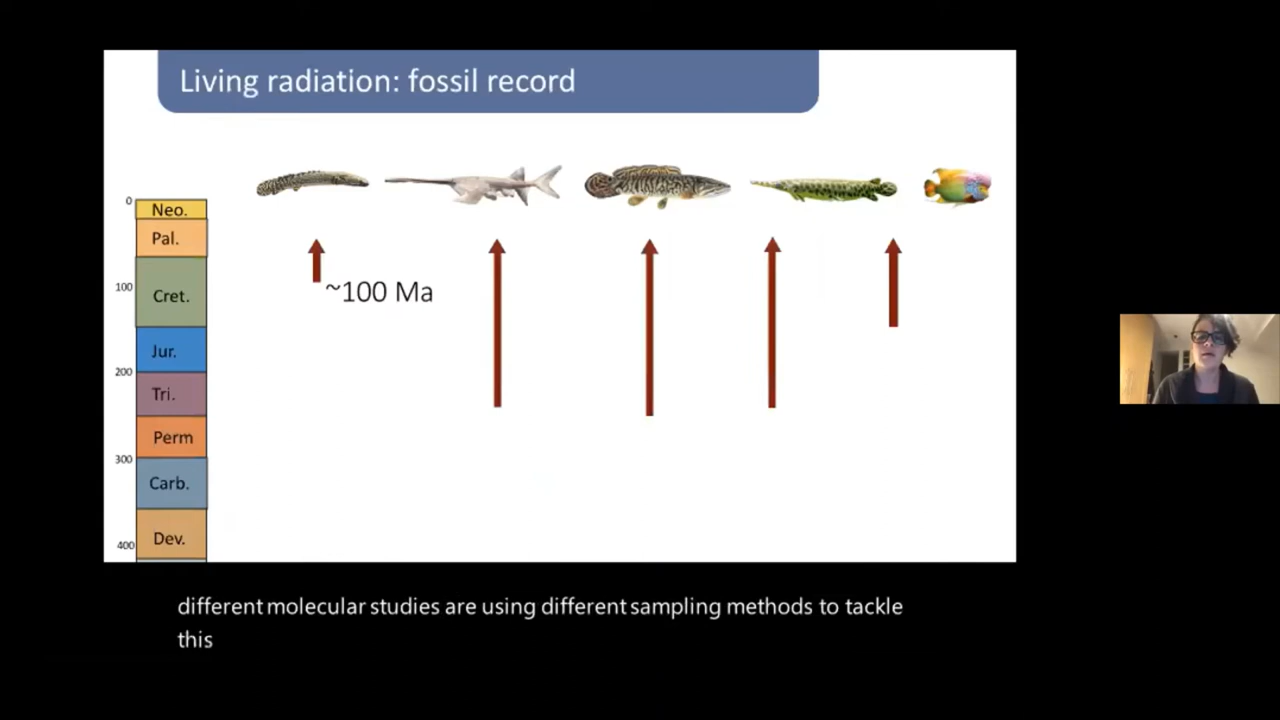 Living radiation: fossil record
0
Neo.
Pal.
~100 Ma
100
Cret.
Jur.
200
Tri.
Perm
300
Carb.
Dev.
400
different molecular studies are using different sampling methods to tackle
this